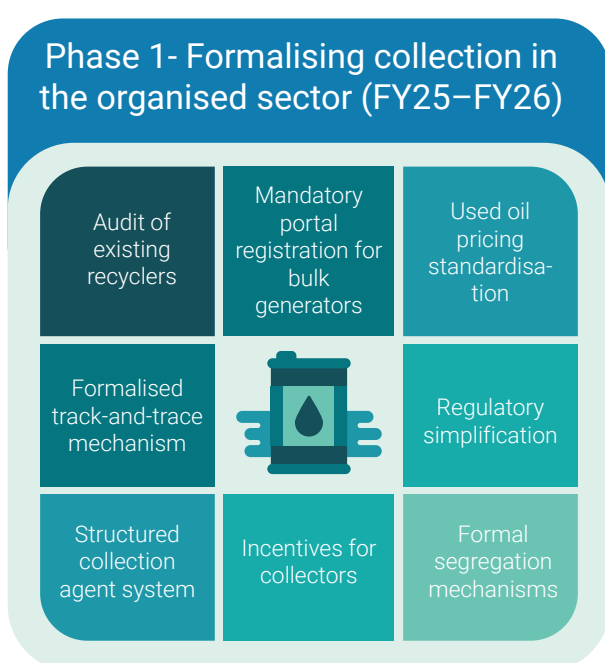 Phase 1- Formalising collection in
the organised sector (FY25–FY26)
Audit of
existing
recyclers
Mandatory
portal
registration for
bulk
generators
Used oil
pricing
standardisa-
tion
Formalised
track-and-trace
mechanism
Regulatory
simplification
Structured
collection
agent system
Incentives for
collectors
Formal
segregation
mechanisms